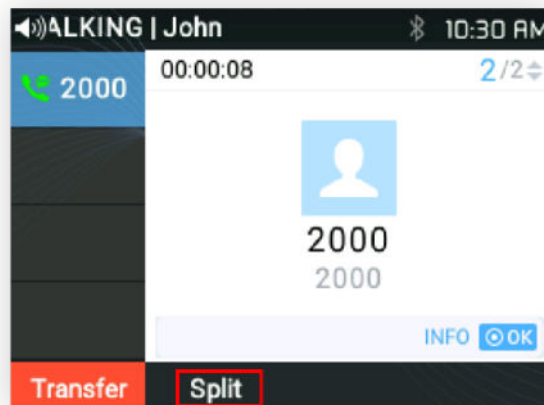 ALKING | John 10:30 AM
2000 00:00:08 2/2
2000
2000
INFO OK
Transfer Split